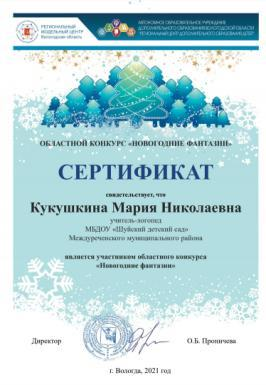 РЕГИОНАЛЬНЫЙ
МОДЕЛЬНЫЙ ЦЕНТР
Вологодская область
АВТОНОМНОЕ ОБРАЗОВАТЕЛЬНОЕ УЧРЕЖДЕНИЕ
ДОПОЛНИТЕЛЬНОГО ОБРАЗОВАНИЯ ВОЛОГОДСКОЙ ОБЛАСТИ
"РЕГИОНАЛЬНЫЙ ЦЕНТР ДОПОЛНИТЕЛЬНОГО ОБРАЗОВАНИЯ ДЕТЕЙ"
ОБЛАСТНОЙ КОНКУРС «НОВОГОДНИЕ ФАНТАЗИИ»
СЕРТИФИКАТ
свидетельствует, что
Кукушкина Мария Николаевна
учитель-логопед
МБДОУ «Шуйский детский сад»
Междуреченского муниципального района
является участником областного конкурса
«Новогодние фантазии»
Директор
О.Б. Проничева
г. Вологда, 2021 год